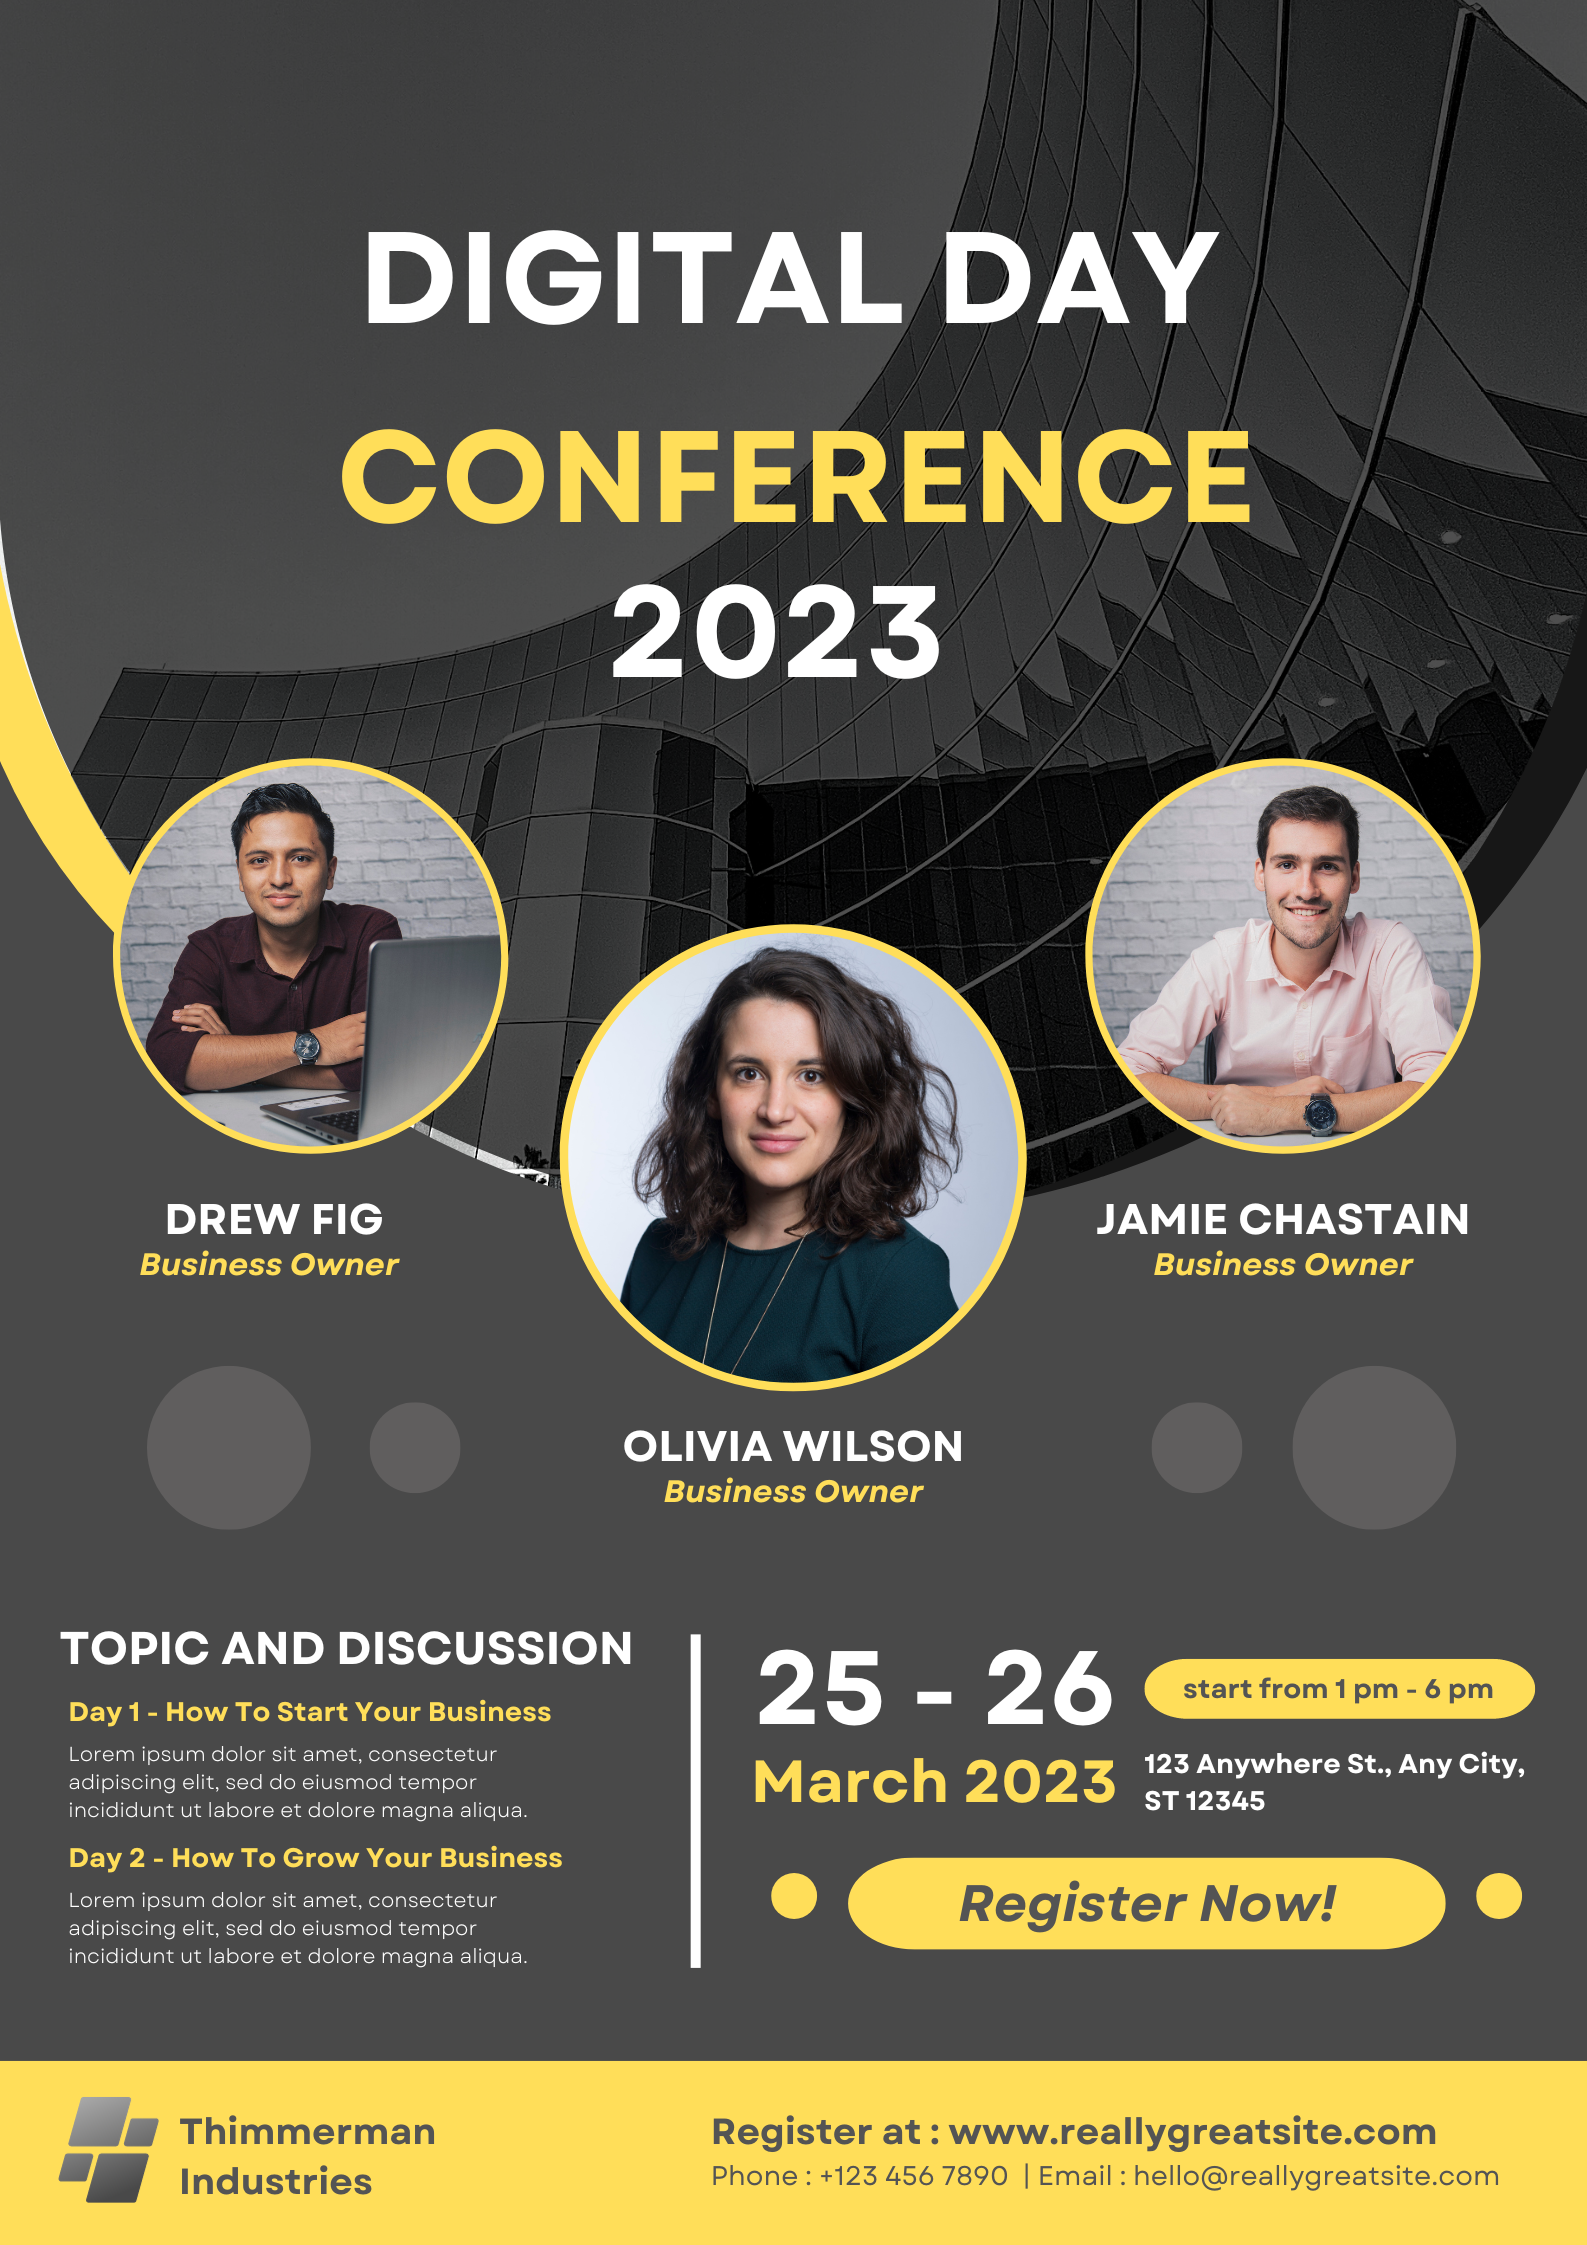 DIGITAL DAY
CONFERENCE
2023
DREW FIG
Business Owner
JAMIE CHASTAIN
Business Owner
OLIVIA WILSON
Business Owner
TOPIC AND DISCUSSION
Day 1 - How To Start Your Business
Lorem ipsum dolor sit amet, consectetur
adipiscing elit, sed do eiusmod tempor
incididunt ut labore et dolore magna aliqua.
Day 2 - How To Grow Your Business
Lorem ipsum dolor sit amet, consectetur
adipiscing elit, sed do eiusmod tempor
incididunt ut labore et dolore magna aliqua.
25 - 26
March 2023
start from 1 pm - 6 pm
123 Anywhere St., Any City,
ST 12345
Register Now!
Thimmerman
Industries
Register at : www.reallygreatsite.com
Phone : +123 456 7890 | Email : hello@reallygreatsite.com